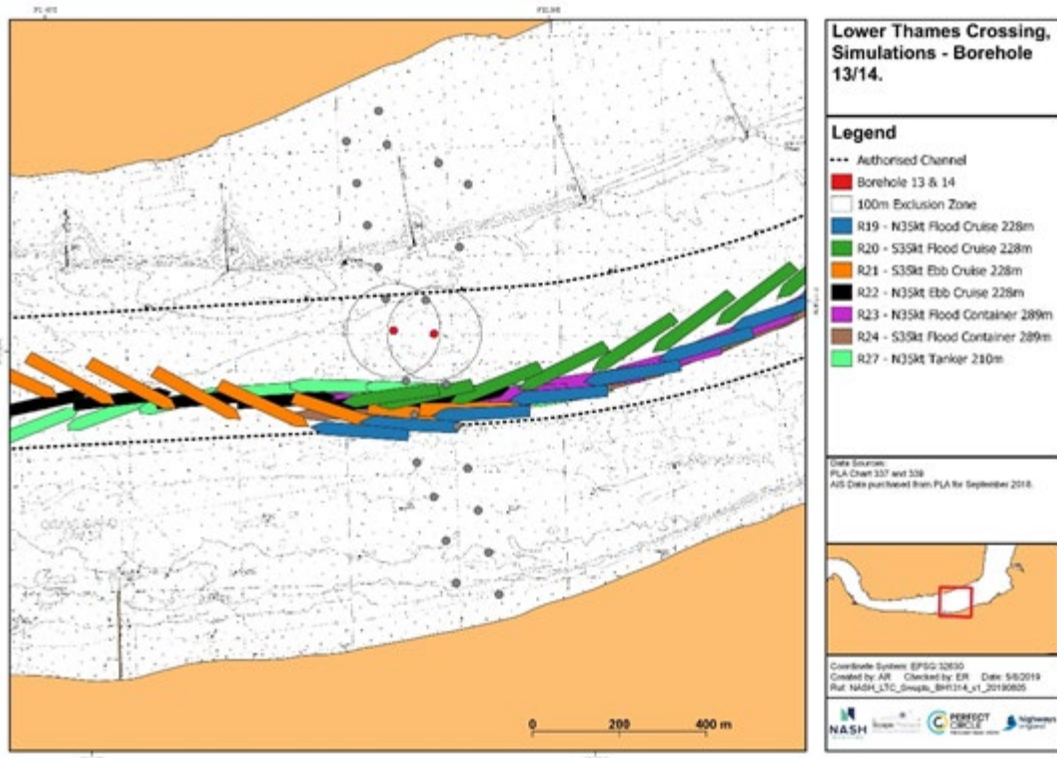 Lower Thames Crossing,
Simulations - Borehole
13/14.
Legend
Authorised Channel
Borehole 13 & 14
100m Exclusion Zone
R19 - N35kt Flood Cruise 228m
R20 - S35kt Flood Cruise 228m
R21 - S35kt Ebb Cruise 228m
R22 - N35kt Ebb Cruise 228m
R23 - N35kt Flood Container 289m
R24 - S35kt Flood Container 289m
R27 - N35kt Tanker 210m
Data Sources:
PLA Chart 337 and 338
AIS Data purchased from PLA for September 2018.
0 200 400 m
Coordinate System: EPSG:32630
Created by: AR Checked by: ER Date: 5/8/2019
NASH
PERFECT
CIRCLE
highways
england